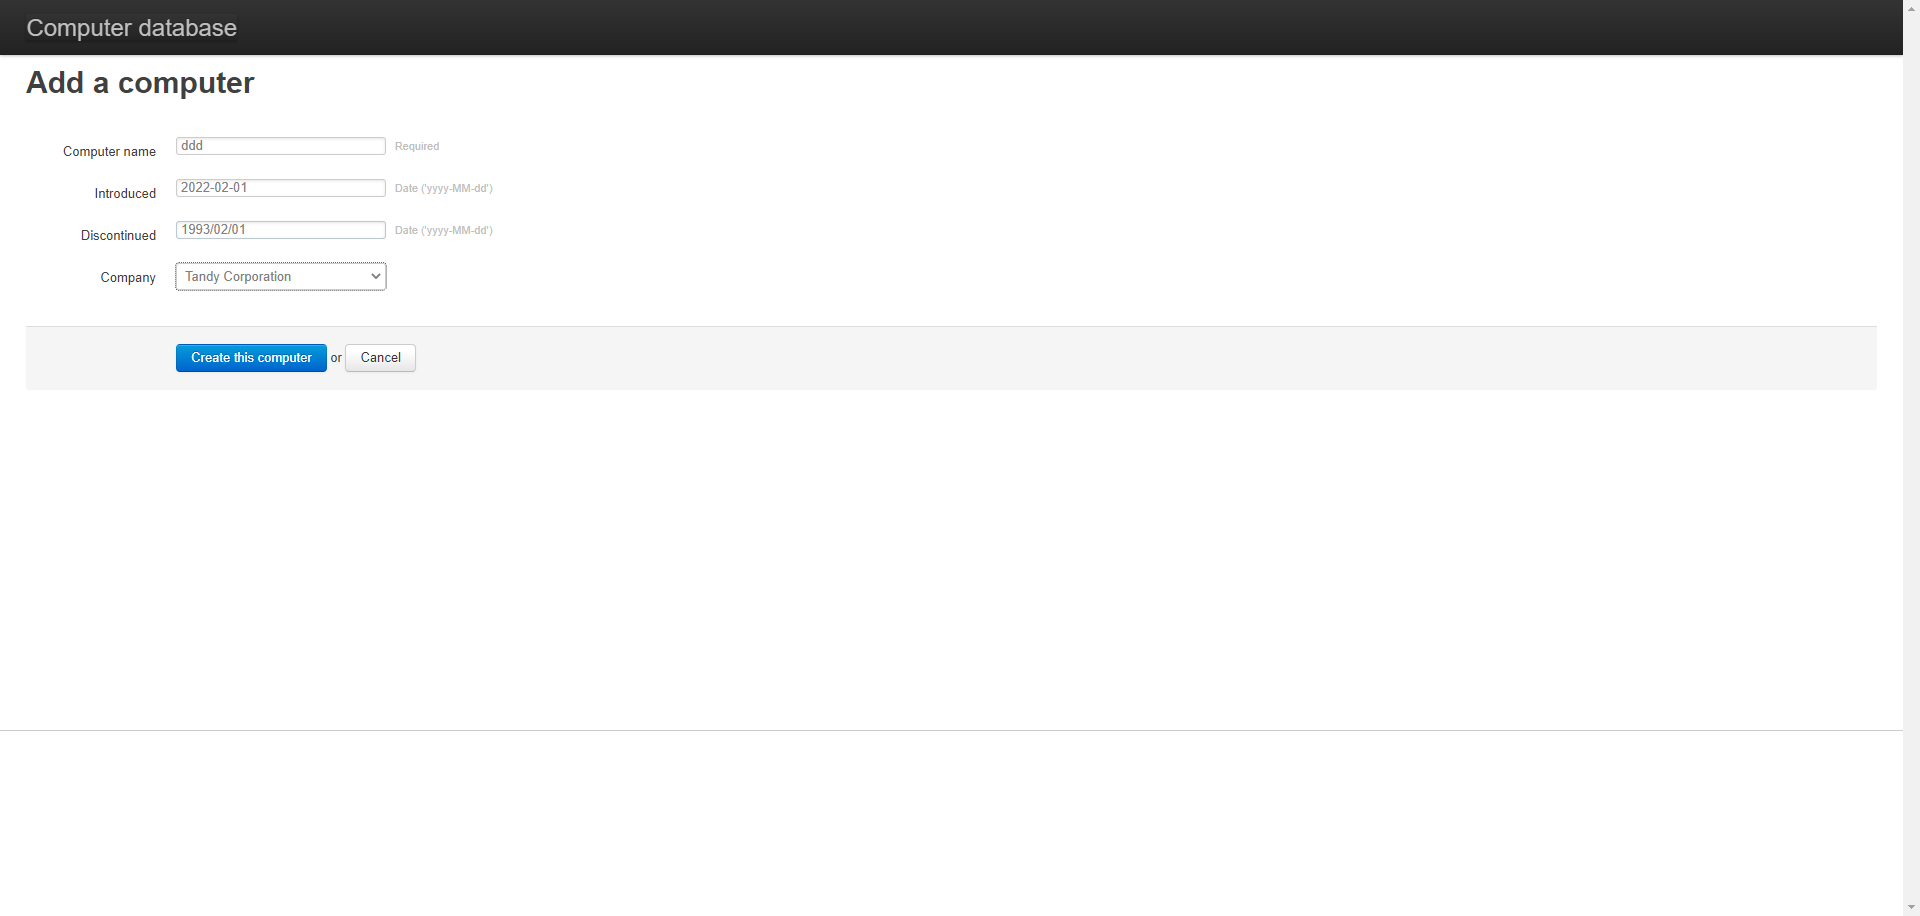 Computer database
Add a computer
Computer name ddd Required
Introduced 2022-02-01 Date ('yyyy-MM-dd')
Discontinued 1993/02/01 Date ('yyyy-MM-dd')
Company Tandy Corporation
Create this computer or Cancel